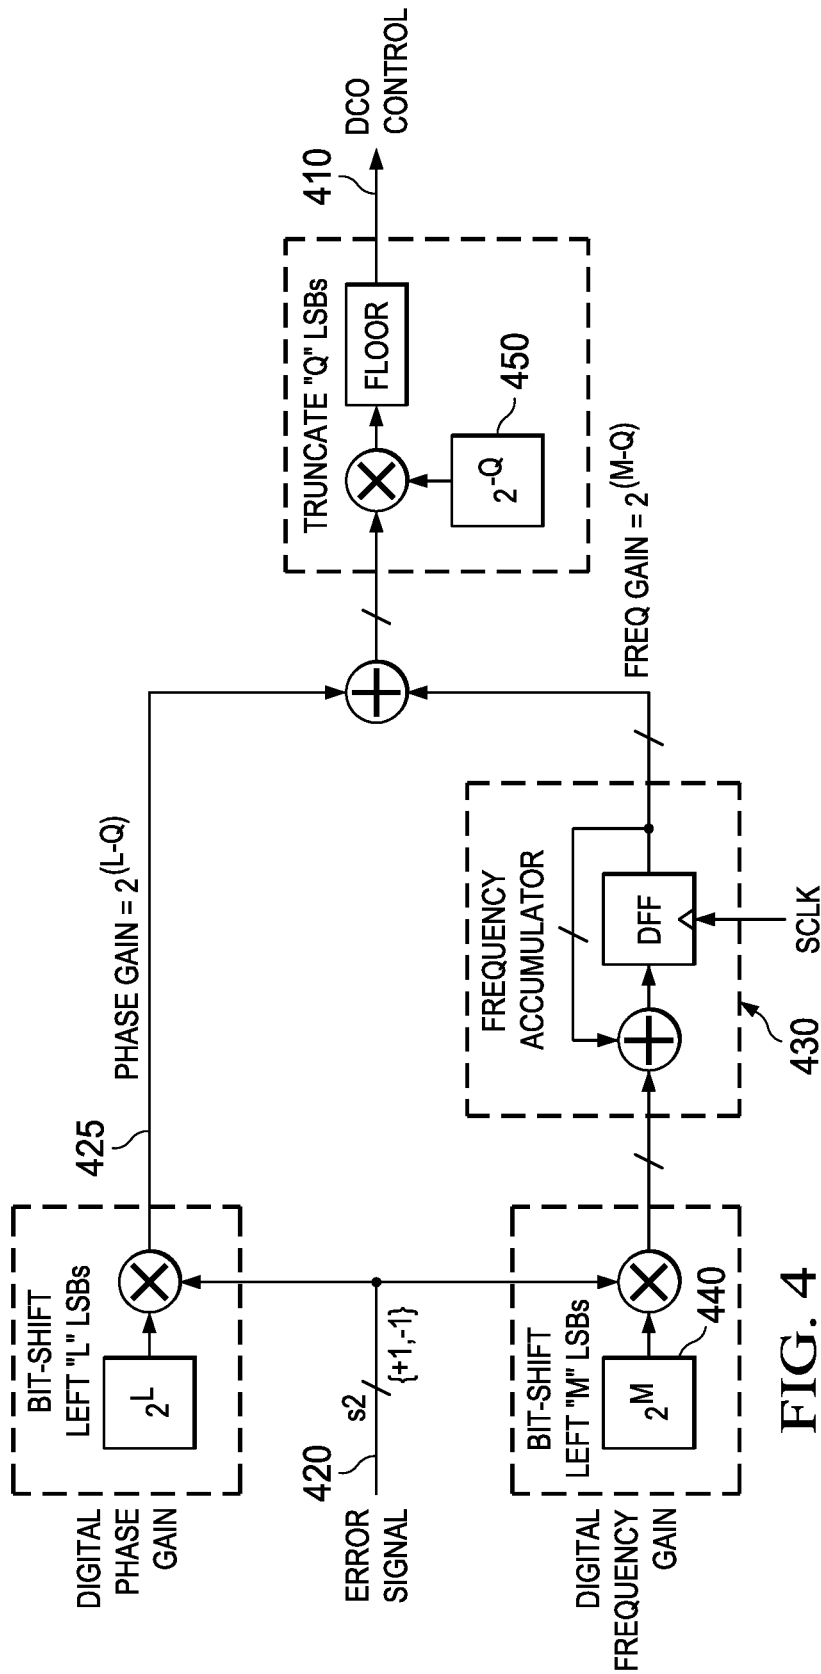 DIGITAL
PHASE
GAIN
BIT-SHIFT
LEFT "L" LSBs
2^L
425
PHASE GAIN = 2^(L-Q)
ERROR
SIGNAL
420
s2
{+1,-1}
DIGITAL
FREQUENCY
GAIN
BIT-SHIFT
LEFT "M" LSBs
2^M
440
FREQUENCY
ACCUMULATOR
DFF
SCLK
430
FREQ GAIN = 2^(M-Q)
TRUNCATE "Q" LSBs
FLOOR
2^-Q
450
410
DCO
CONTROL
FIG. 4